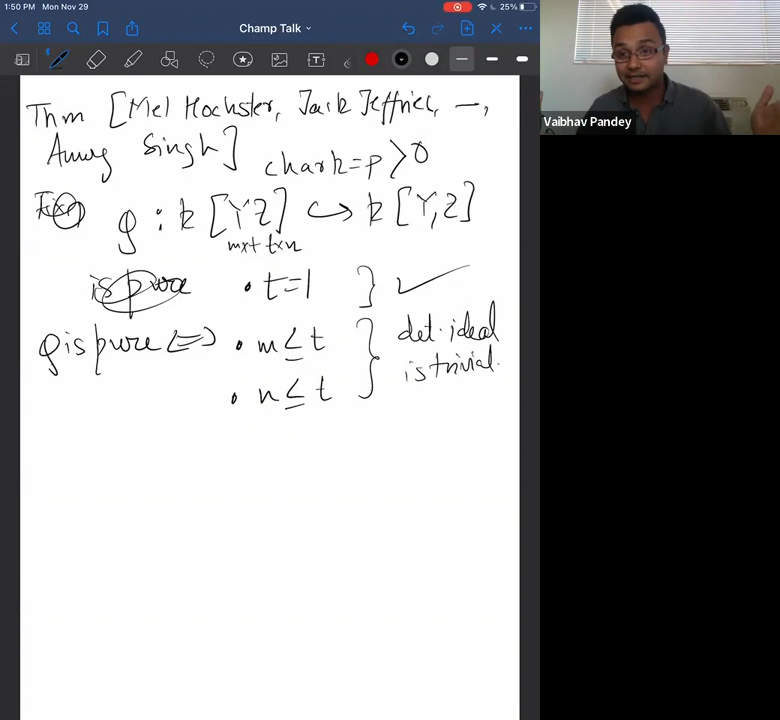 1:50 PM Mon Nov 29
25%
Champ Talk
Vaibhav Pandey
Thm [Mel Hochster, Jack Jeffries, —,
Anurag Singh] char k = p > 0
φ : k [YZ] ↪ k [Y,Z]
m×t t×n
is pure • t=1 } ✓
φ is pure ⟺ • m ≤ t } det. ideal
• n ≤ t is trivial.